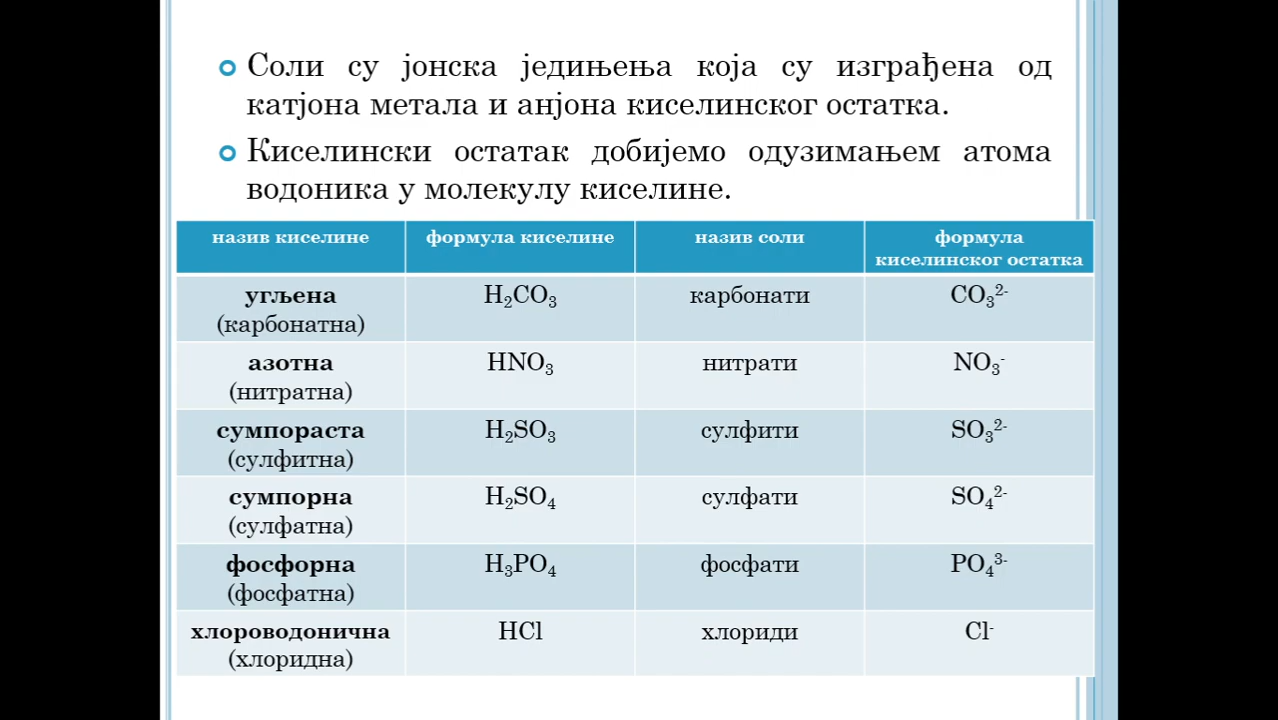 Соли су јонска једињења која су изграђена од
катјона метала и анјона киселинског остатка.
Киселински остатак добијемо одузимањем атома
водоника у молекулу киселине.
назив киселине формула киселине назив соли формула
киселинског остатка
угљена H₂CO₃ карбонати CO₃²⁻
(карбонатна)
азотна HNO₃ нитрати NO₃⁻
(нитратна)
сумпораста H₂SO₃ сулфити SO₃²⁻
(сулфитна)
сумпорна H₂SO₄ сулфати SO₄²⁻
(сулфатна)
фосфорна H₃PO₄ фосфати PO₄³⁻
(фосфатна)
хлороводонична HCl хлориди Cl⁻
(хлоридна)